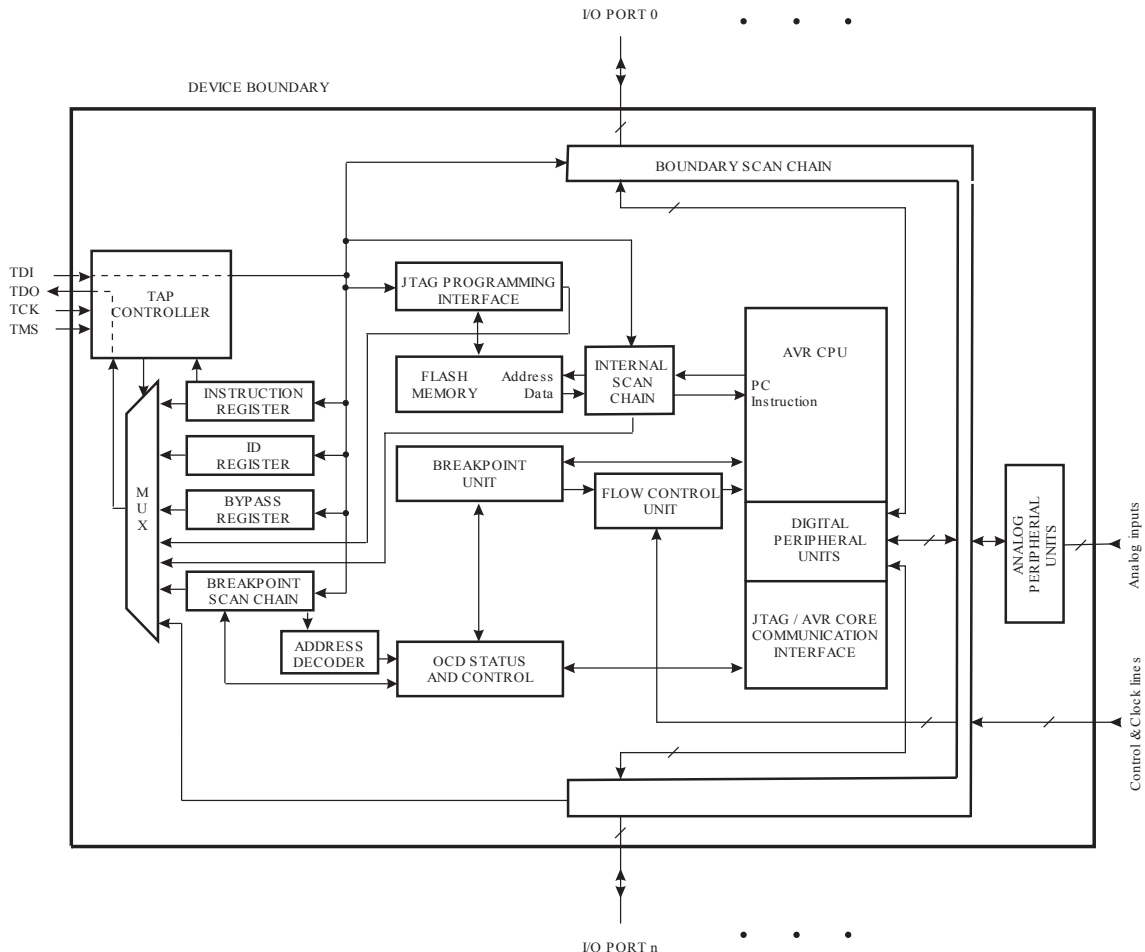 I/O PORT 0
DEVICE BOUNDARY
BOUNDARY SCAN CHAIN
TDI
TDO
TCK
TMS
TAP
CONTROLLER
JTAG PROGRAMMING
INTERFACE
AVR CPU
FLASH
MEMORY
Address
Data
INTERNAL
SCAN
CHAIN
PC
Instruction
INSTRUCTION
REGISTER
ID
REGISTER
M
U
X
BREAKPOINT
UNIT
FLOW CONTROL
UNIT
BYPASS
REGISTER
DIGITAL
PERIPHERAL
UNITS
ANALOG
PERIPHERIAL
UNITS
Analog inputs
BREAKPOINT
SCAN CHAIN
JTAG / AVR CORE
COMMUNICATION
INTERFACE
ADDRESS
DECODER
OCD STATUS
AND CONTROL
Control & Clock lines
I/O PORT n